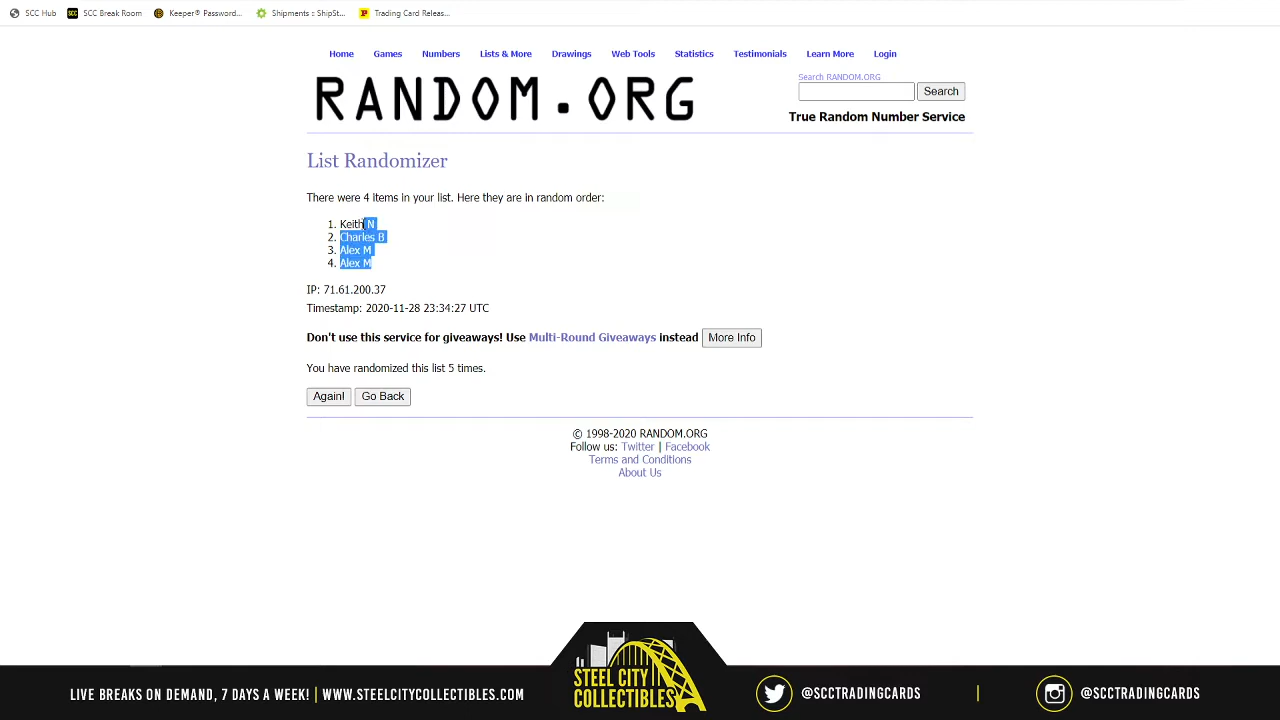 SCC Hub SCC Break Room Keeper® Password... Shipments :: ShipSt... Trading Card Releas...
Home Games Numbers Lists & More Drawings Web Tools Statistics Testimonials Learn More Login
RANDOM.ORG
Search RANDOM.ORG
Search
True Random Number Service
List Randomizer
There were 4 items in your list. Here they are in random order:
1. Keith N
2. Charles B
3. Alex M
4. Alex M
IP: 71.61.200.37
Timestamp: 2020-11-28 23:34:27 UTC
Don't use this service for giveaways! Use Multi-Round Giveaways instead More Info
You have randomized this list 5 times.
Again! Go Back
© 1998-2020 RANDOM.ORG
Follow us: Twitter | Facebook
Terms and Conditions
About Us
LIVE BREAKS ON DEMAND, 7 DAYS A WEEK! | WWW.STEELCITYCOLLECTIBLES.COM
STEEL CITY
COLLECTIBLES
@SCCTRADINGCARDS | @SCCTRADINGCARDS